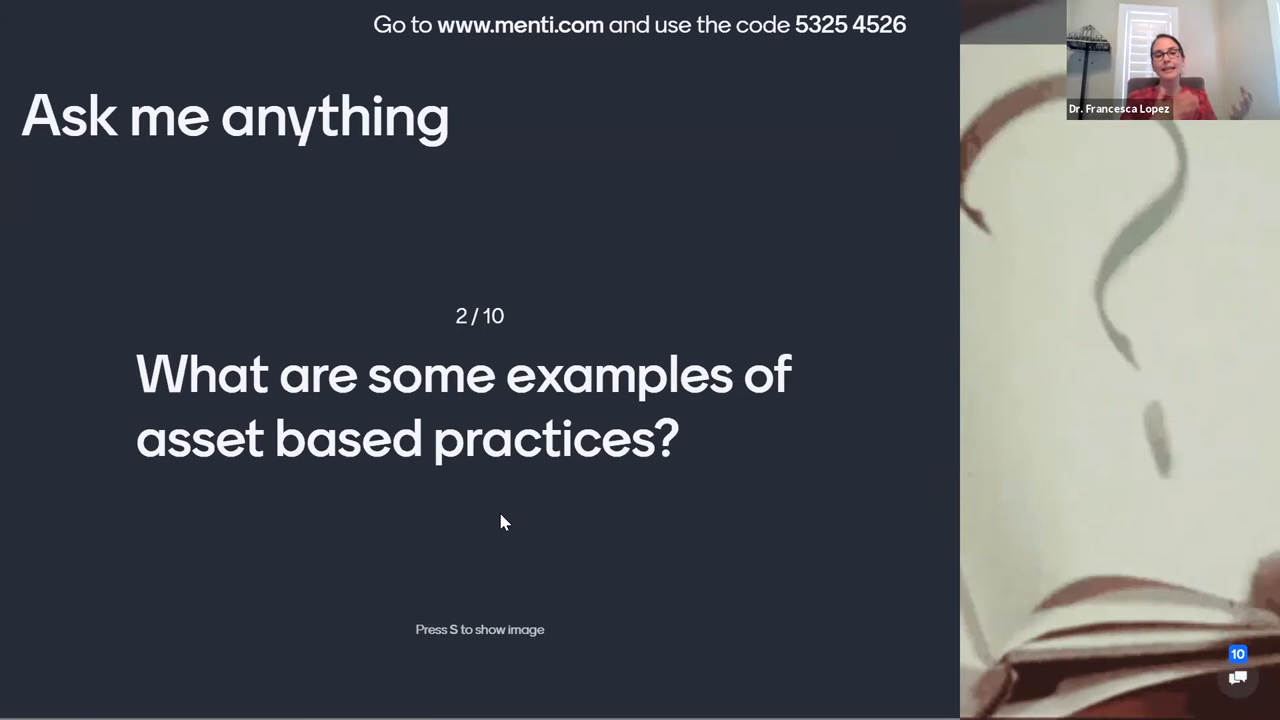 Go to www.menti.com and use the code 5325 4526
Dr. Francesca Lopez
Ask me anything
2 / 10
What are some examples of
asset based practices?
Press S to show image
10